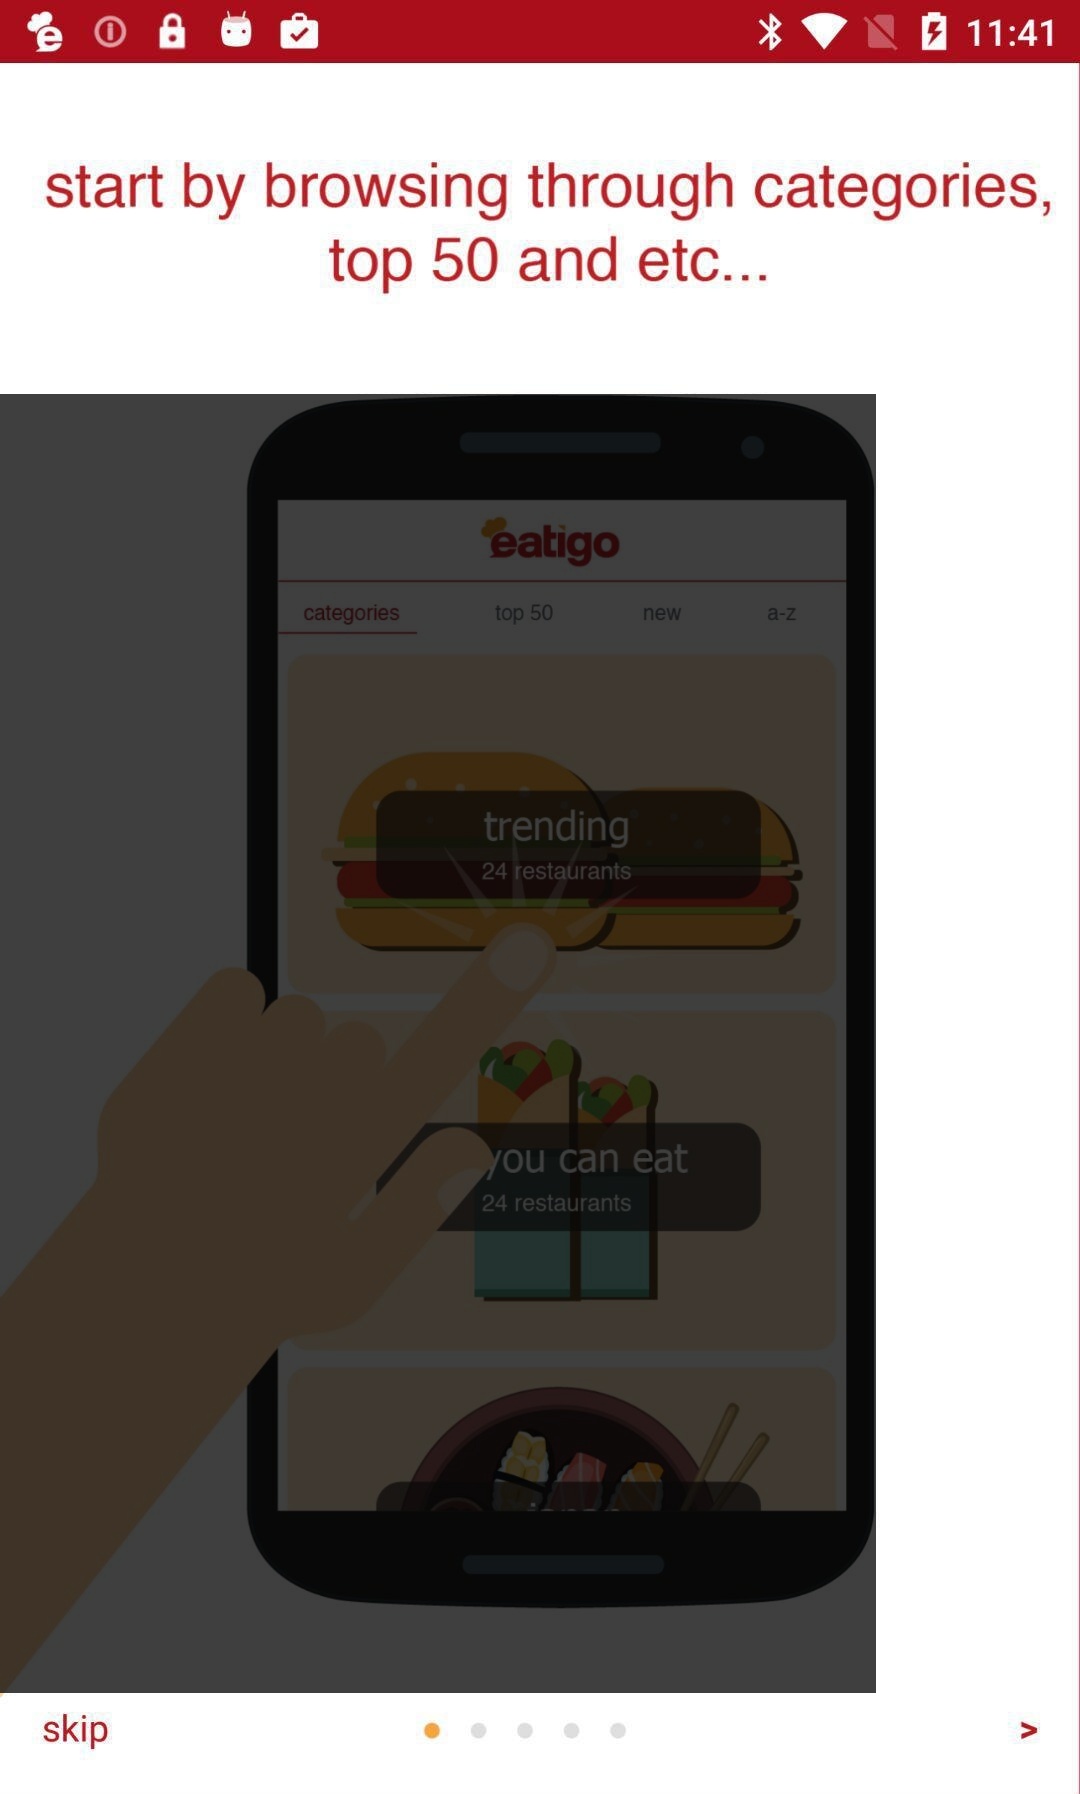 11:41
start by browsing through categories,
top 50 and etc...
eatigo
categories top 50 new a-z
trending
24 restaurants
you can eat
24 restaurants
skip >